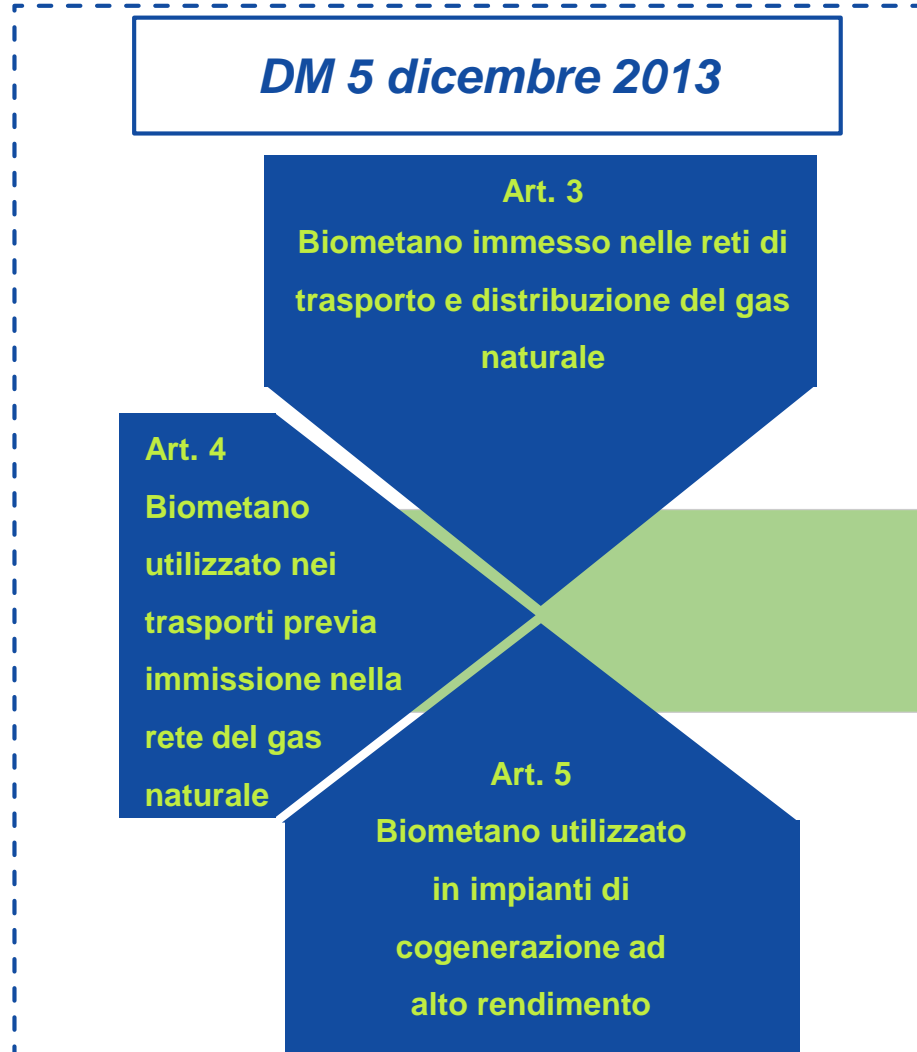 DM 5 dicembre 2013
Art. 3
Biometano immesso nelle reti di
trasporto e distribuzione del gas
naturale
Art. 4
Biometano
utilizzato nei
trasporti previa
immissione nella
rete del gas
naturale
Art. 5
Biometano utilizzato
in impianti di
cogenerazione ad
alto rendimento